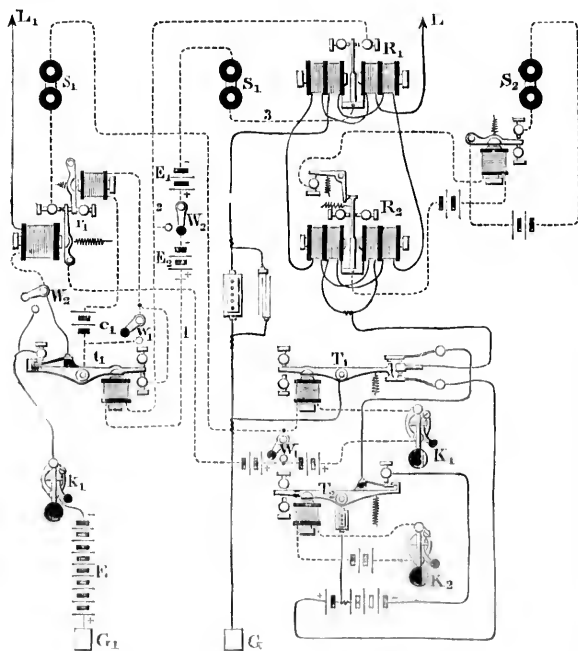 L1
L
S1
S1
R1
S2
3
E1
+
2
W2
r1
R2
E2
+
W2
c1
W1
1
t1
T1
W1
+
K1
T2
K1
K2
E
+
-
+
G1
G